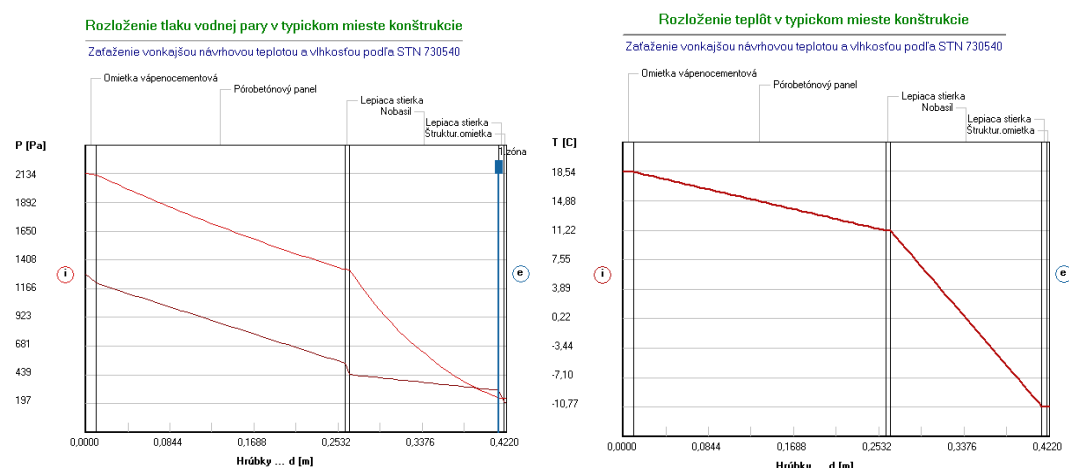 Rozloženie tlaku vodnej pary v typickom mieste konštrukcie
Zaťaženie vonkajšou návrhovou teplotou a vlhkosťou podľa STN 730540
Omietka vápenocementová
Pórobetónový panel
Lepiaca stierka
Nobasil
Lepiaca stierka
Štruktur.omietka
P [Pa]
1.zóna
2134
1892
1650
1408
i
e
1166
923
681
439
197
0,0000 0,0844 0,1688 0,2532 0,3376 0,4220
Hrúbky ... d [m]
Rozloženie teplôt v typickom mieste konštrukcie
Zaťaženie vonkajšou návrhovou teplotou a vlhkosťou podľa STN 730540
Omietka vápenocementová
Pórobetónový panel
Lepiaca stierka
Nobasil
Lepiaca stierka
Štruktur.omietka
T [C]
18,54
14,88
11,22
7,55
i
e
3,89
0,22
-3,44
-7,10
-10,77
0,0000 0,0844 0,1688 0,2532 0,3376 0,4220
Hrúbky ... d [m]